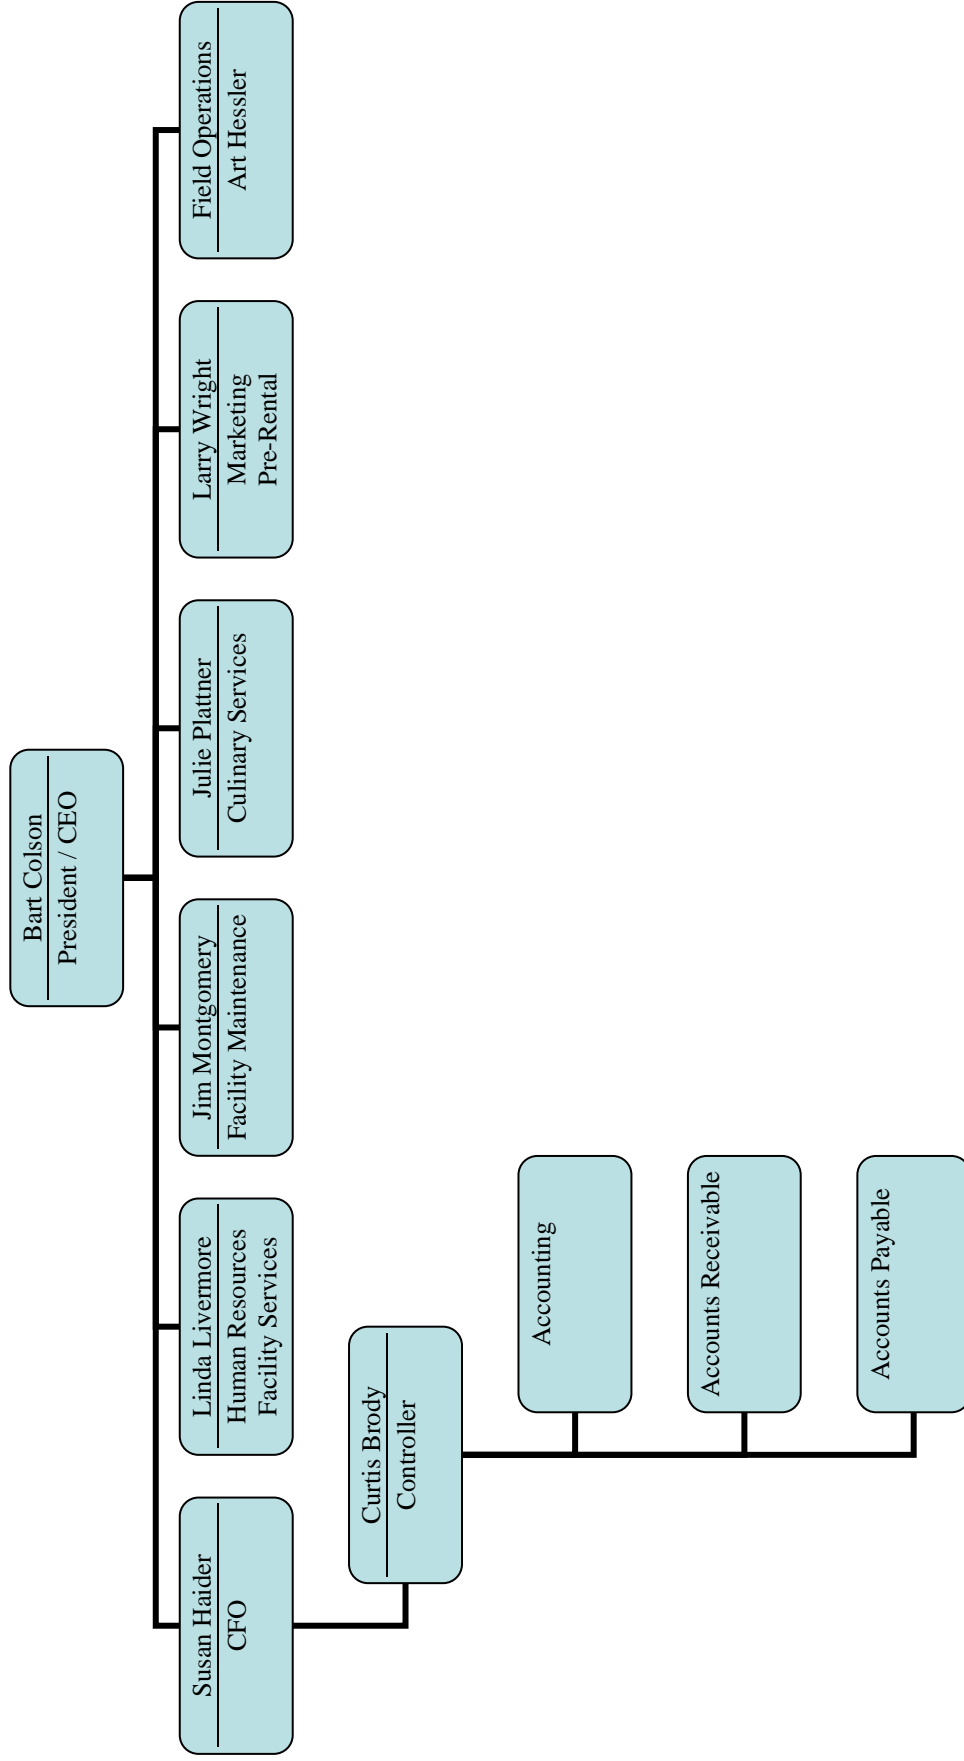 Bart Colson
President / CEO
Susan Haider
CFO
Linda Livermore
Human Resources
Facility Services
Jim Montgomery
Facility Maintenance
Julie Plattner
Culinary Services
Larry Wright
Marketing
Pre-Rental
Field Operations
Art Hessler
Curtis Brody
Controller
Accounting
Accounts Receivable
Accounts Payable